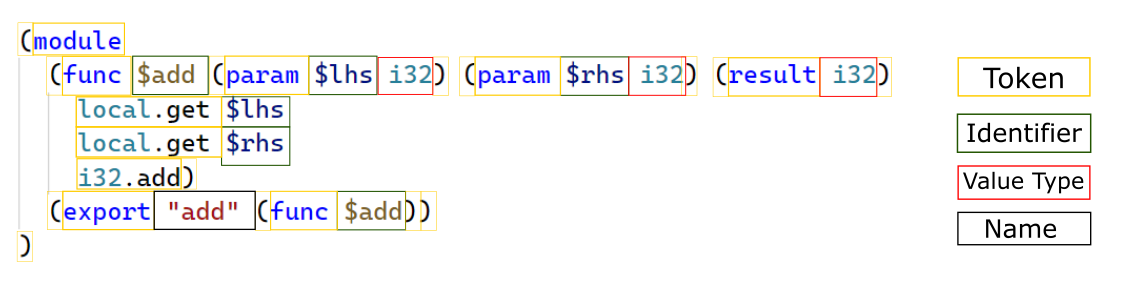 (module
(func $add (param $lhs i32) (param $rhs i32) (result i32)
local.get $lhs
local.get $rhs
i32.add)
(export "add" (func $add))
)
Token
Identifier
Value Type
Name